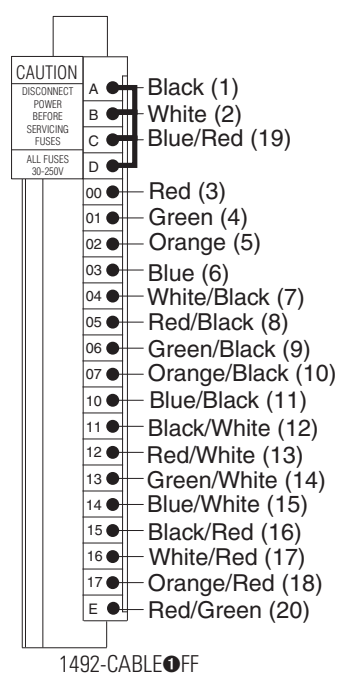 CAUTION
DISCONNECT
POWER
BEFORE
SERVICING
FUSES
ALL FUSES
30-250V
A Black (1)
B White (2)
C Blue/Red (19)
D
00 Red (3)
01 Green (4)
02 Orange (5)
03 Blue (6)
04 White/Black (7)
05 Red/Black (8)
06 Green/Black (9)
07 Orange/Black (10)
10 Blue/Black (11)
11 Black/White (12)
12 Red/White (13)
13 Green/White (14)
14 Blue/White (15)
15 Black/Red (16)
16 White/Red (17)
17 Orange/Red (18)
E Red/Green (20)
1492-CABLE❶FF